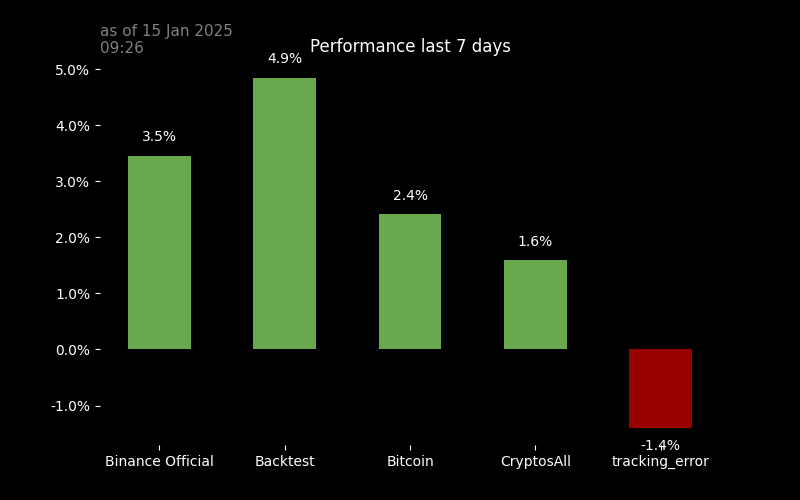 as of 15 Jan 2025
09:26
Performance last 7 days
5.0%
4.0%
3.0%
2.0%
1.0%
0.0%
-1.0%
3.5%
4.9%
2.4%
1.6%
-1.4%
Binance Official
Backtest
Bitcoin
CryptosAll
tracking_error